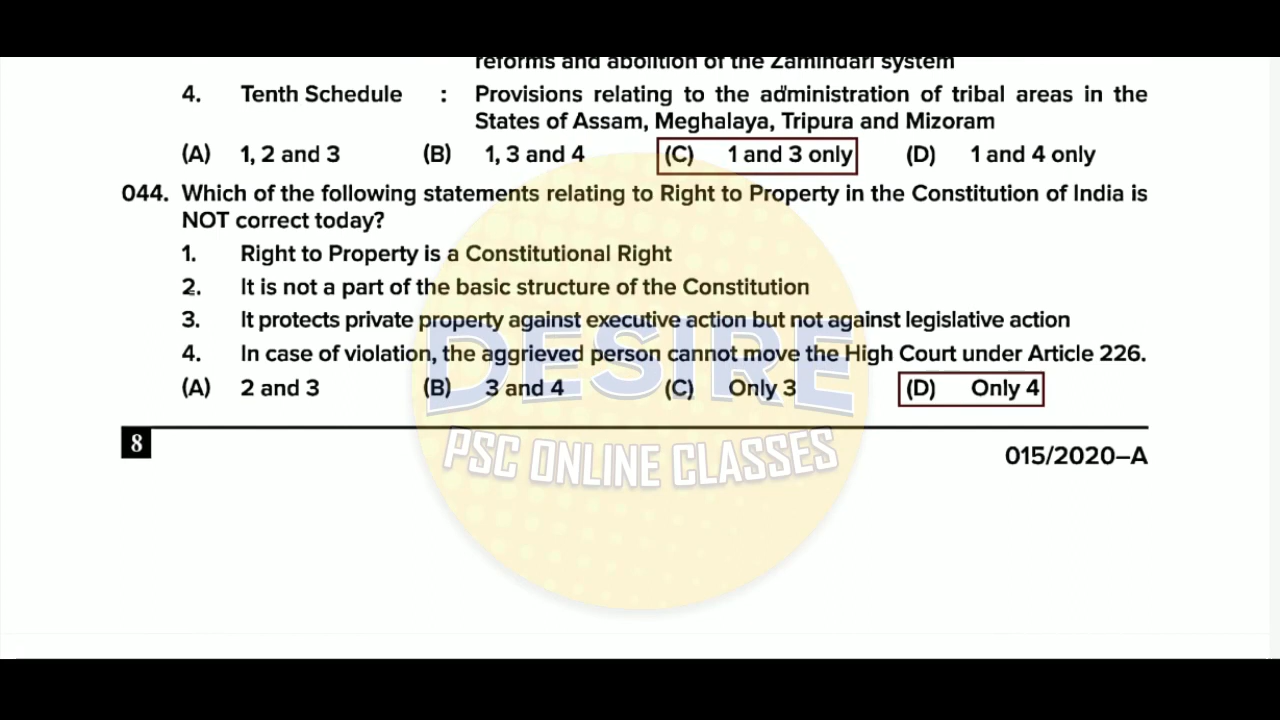 reforms and abolition of the Zamindari system
4. Tenth Schedule : Provisions relating to the administration of tribal areas in the
States of Assam, Meghalaya, Tripura and Mizoram
(A) 1, 2 and 3 (B) 1, 3 and 4 (C) 1 and 3 only (D) 1 and 4 only
044. Which of the following statements relating to Right to Property in the Constitution of India is
NOT correct today?
1. Right to Property is a Constitutional Right
2. It is not a part of the basic structure of the Constitution
3. It protects private property against executive action but not against legislative action
4. In case of violation, the aggrieved person cannot move the High Court under Article 226.
(A) 2 and 3 (B) 3 and 4 (C) Only 3 (D) Only 4
DESIRE
8
PSC ONLINE CLASSES
015/2020–A